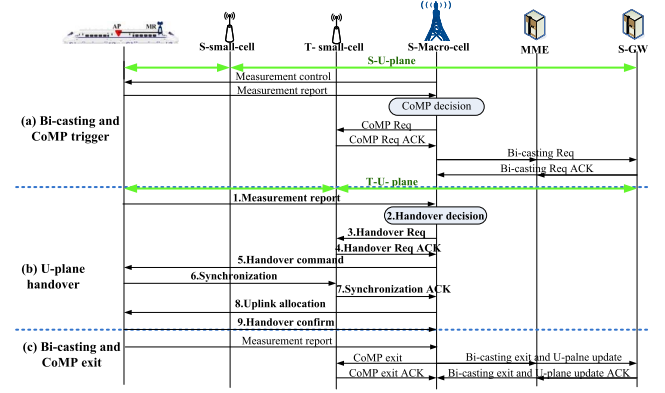 AP
MR
S-small-cell
T- small-cell
S-Macro-cell
MME
S-GW
S-U-plane
Measurement control
Measurement report
CoMP decision
(a) Bi-casting and
CoMP trigger
CoMP Req
CoMP Req ACK
Bi-casting Req
Bi-casting Req ACK
T-U- plane
1.Measurement report
2.Handover decision
3.Handover Req
4.Handover Req ACK
5.Handover command
(b) U-plane
handover
6.Synchronization
7.Synchronization ACK
8.Uplink allocation
9.Handover confirm
(c) Bi-casting and
CoMP exit
Measurement report
CoMP exit
Bi-casting exit and U-palne update
CoMP exit ACK
Bi-casting exit and U-plane update ACK